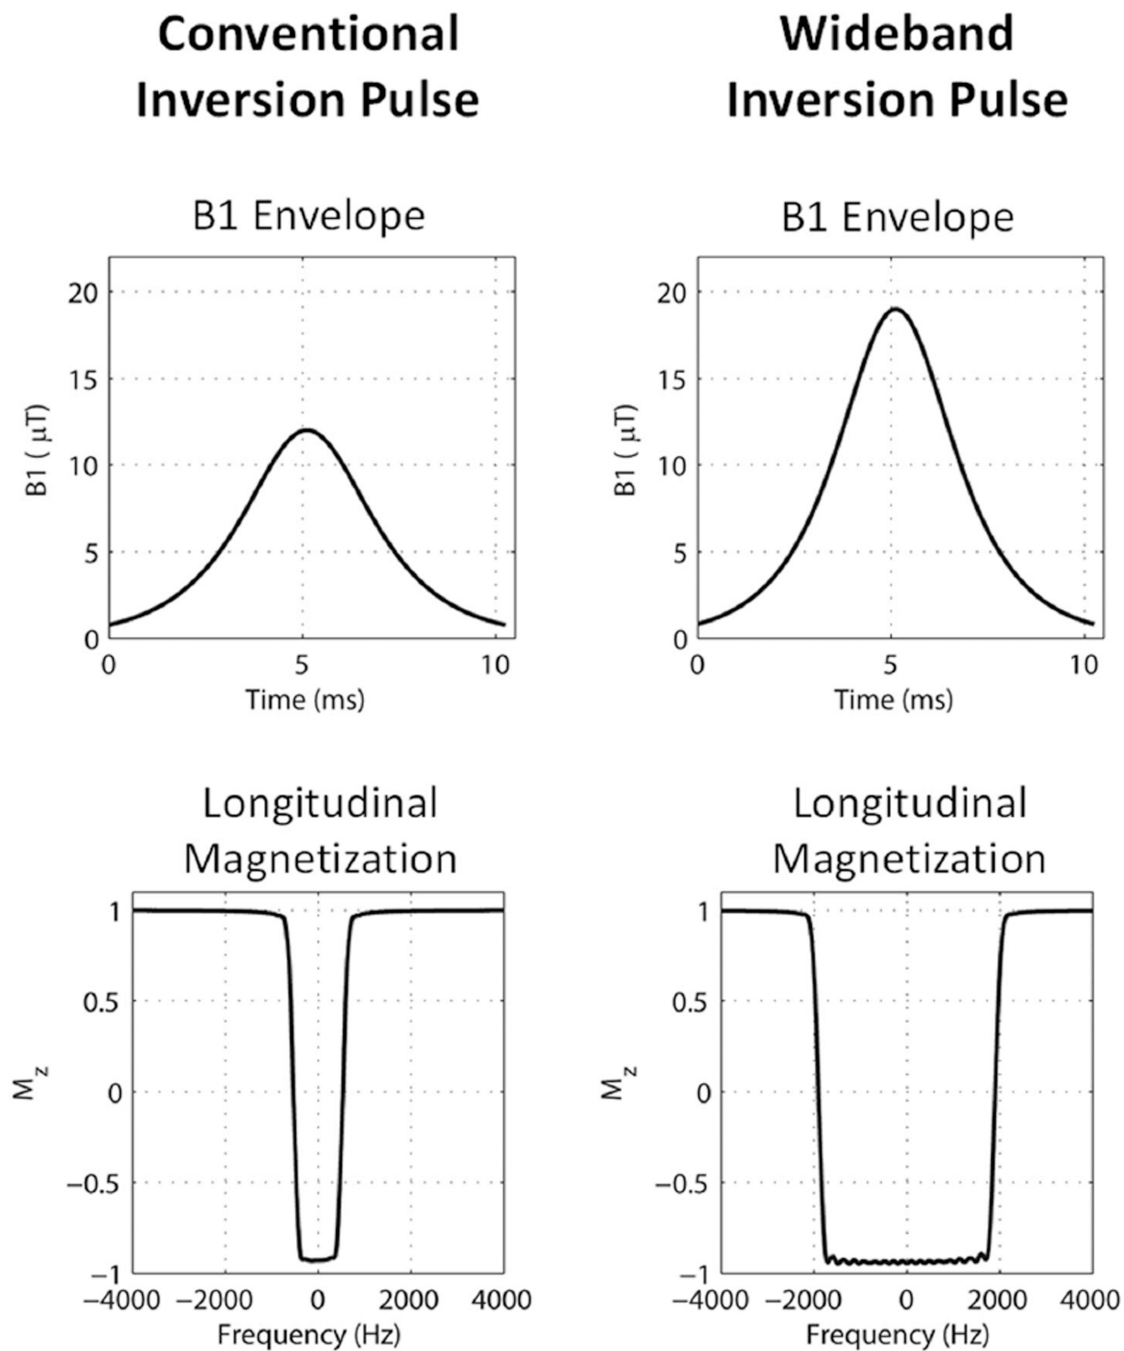 Conventional
Inversion Pulse
Wideband
Inversion Pulse
B1 Envelope
20
15
10
5
0
B1 ( μT)
0 5 10
Time (ms)
B1 Envelope
20
15
10
5
0
B1 ( μT)
0 5 10
Time (ms)
Longitudinal
Magnetization
1
0.5
0
−0.5
−1
Mz
−4000 −2000 0 2000 4000
Frequency (Hz)
Longitudinal
Magnetization
1
0.5
0
−0.5
−1
Mz
−4000 −2000 0 2000 4000
Frequency (Hz)